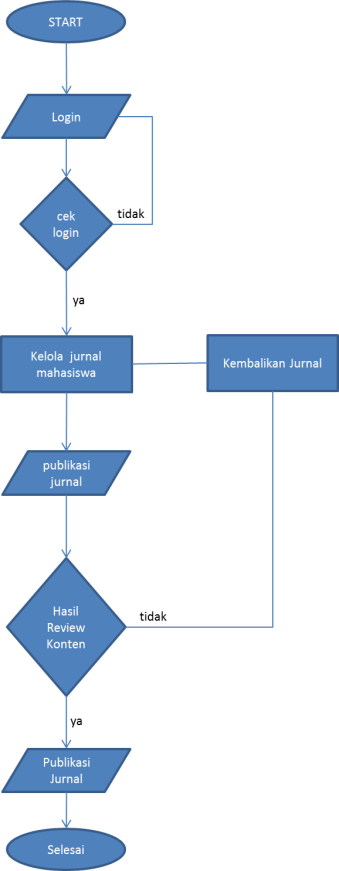 START
Login
cek
login
tidak
ya
Kelola jurnal
mahasiswa
Kembalikan Jurnal
publikasi
jurnal
Hasil
Review
Konten
tidak
ya
Publikasi
Jurnal
Selesai